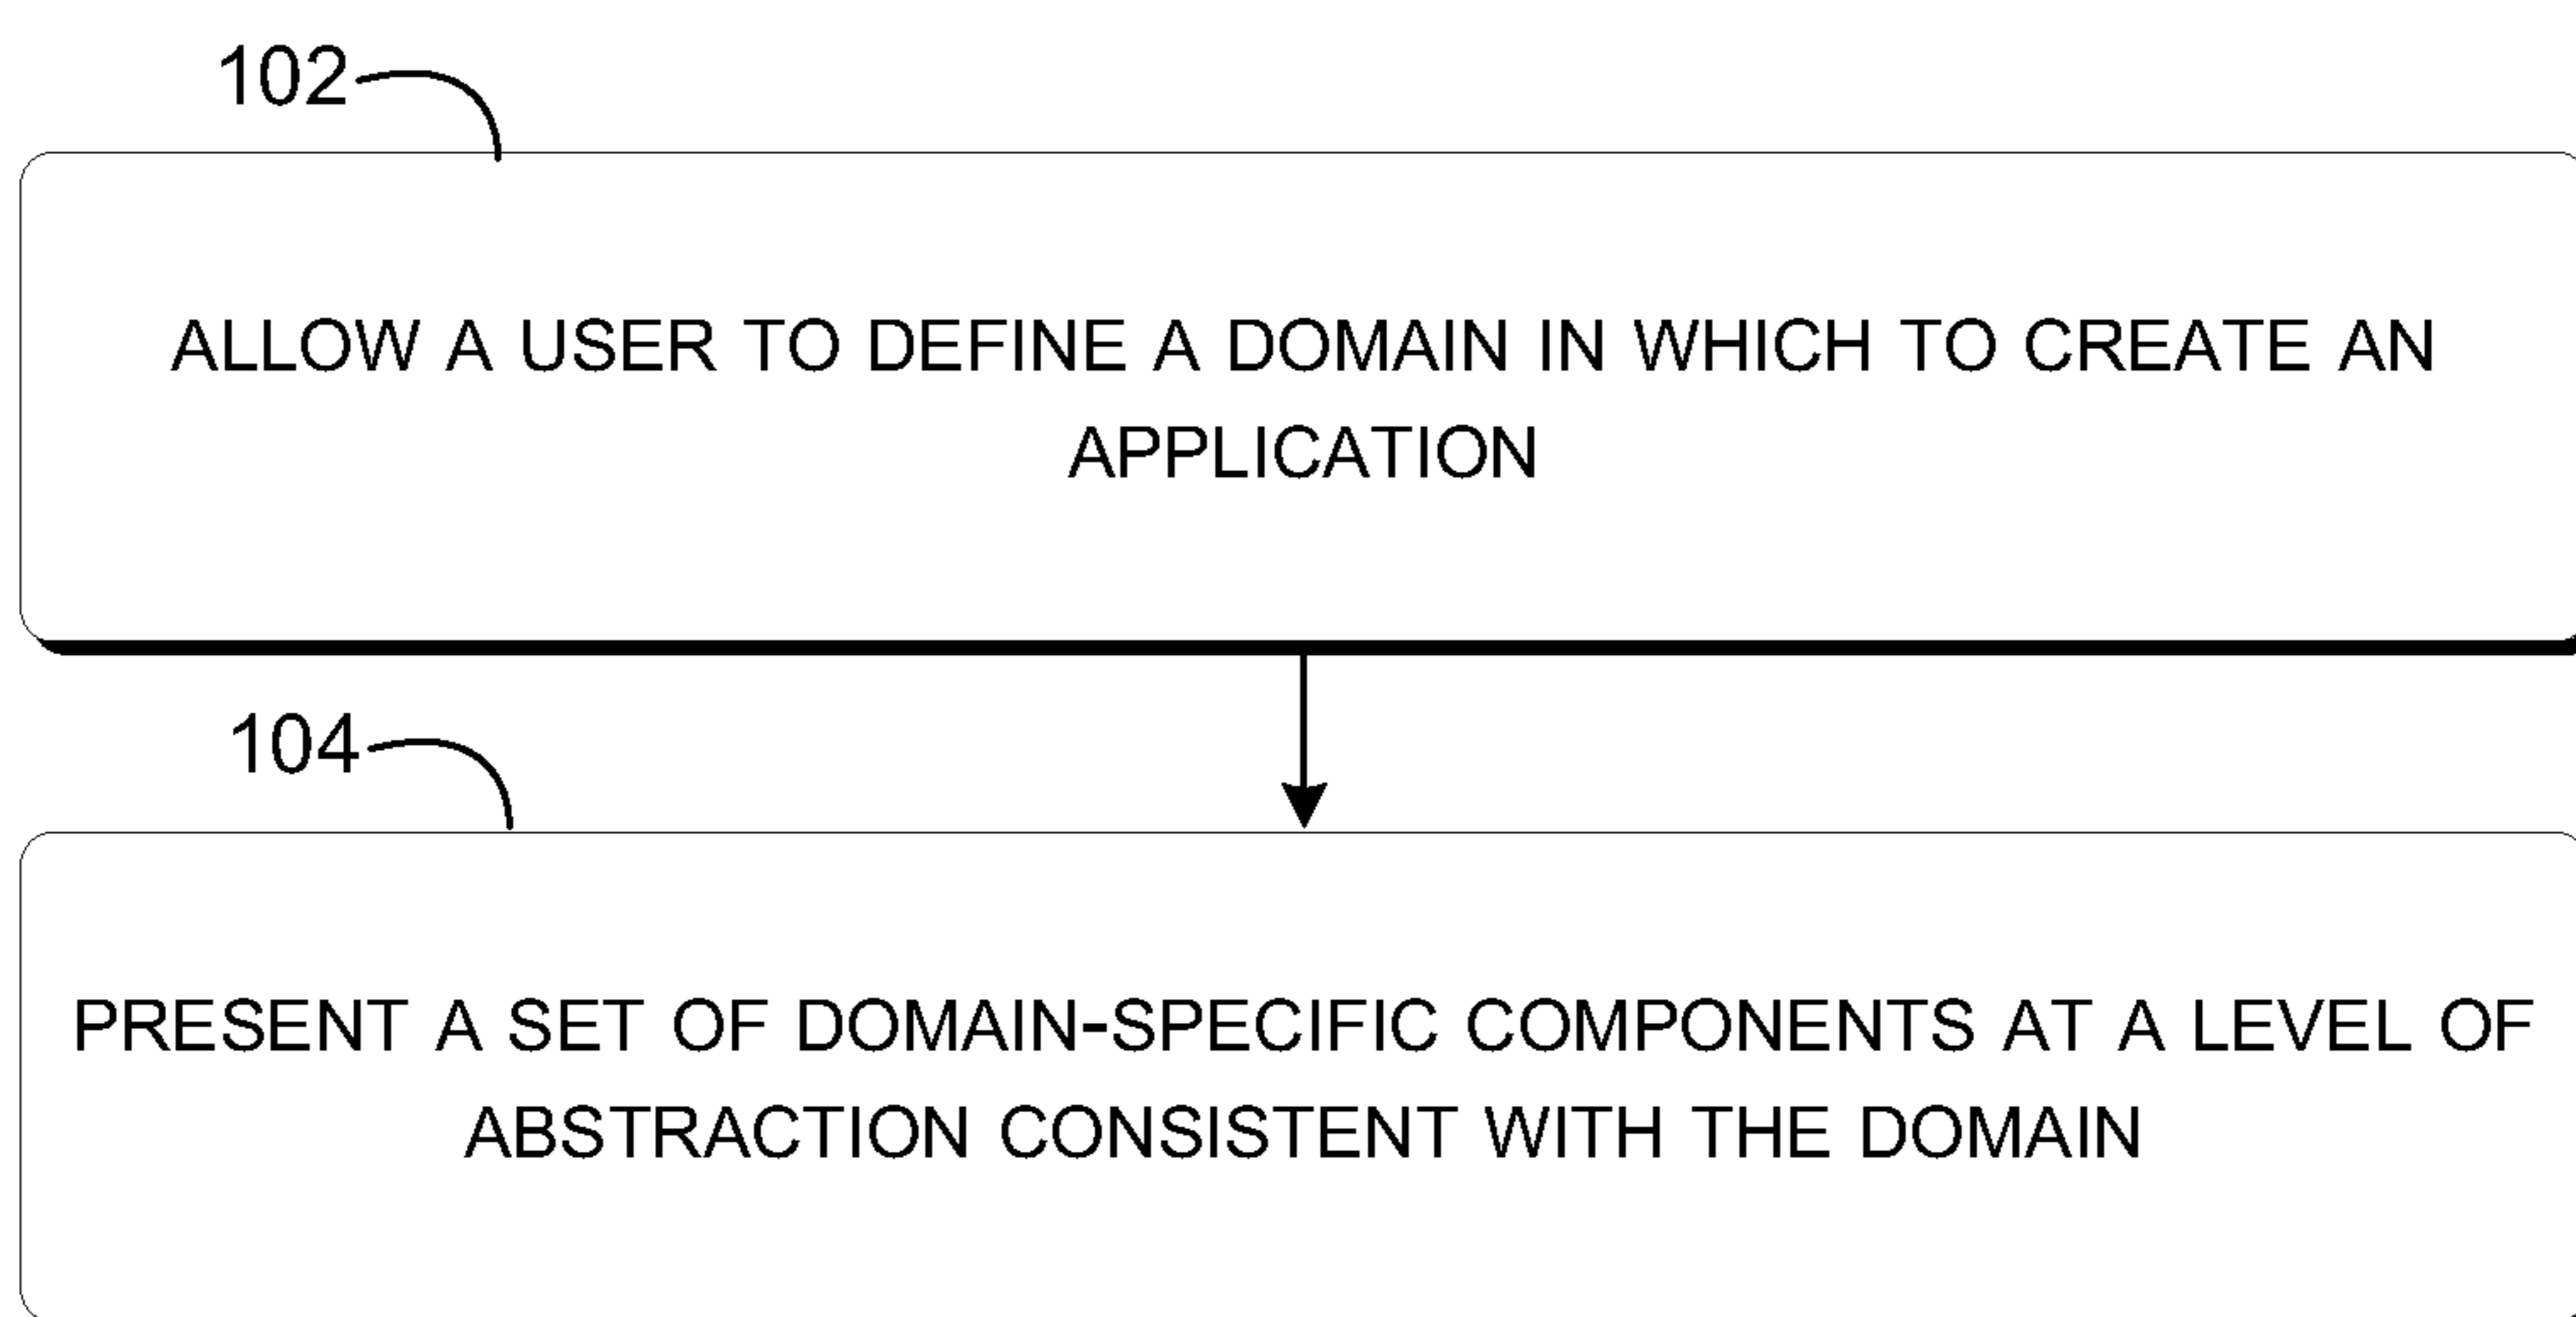 102
ALLOW A USER TO DEFINE A DOMAIN IN WHICH TO CREATE AN
APPLICATION
104
PRESENT A SET OF DOMAIN-SPECIFIC COMPONENTS AT A LEVEL OF
ABSTRACTION CONSISTENT WITH THE DOMAIN